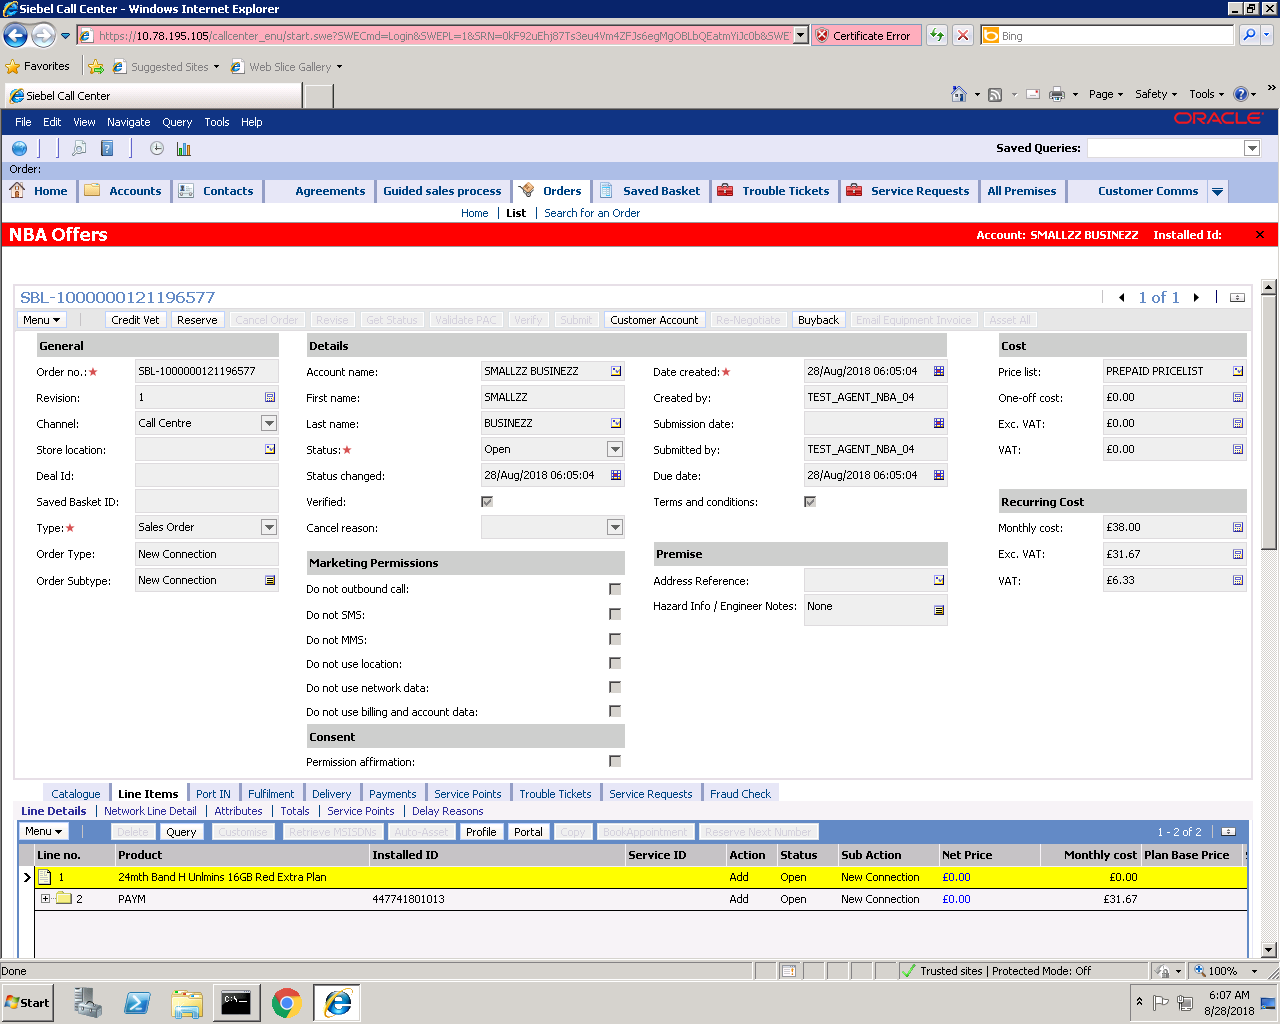 Siebel Call Center - Windows Internet Explorer
https://10.78.195.105/callcenter_enu/start.swe?SWECmd=Login&SWEPL=1&SRN=
Certificate Error
Bing
Favorites
Suggested Sites
Web Slice Gallery
Siebel Call Center
Page
Safety
Tools
»
File Edit View Navigate Query Tools Help
ORACLE
Saved Queries:
Order:
Home Accounts Contacts Agreements Guided sales process Orders Saved Basket Trouble Tickets Service Requests All Premises Customer Comms
Home | List | Search for an Order
NBA Offers
Account: SMALLZZ BUSINEZZ Installed Id:
SBL-1000000121196577
1 of 1
Menu Credit Vet Reserve Cancel Order Revise Get Status Validate PAC Verify Submit Customer Account Re-Negotiate Buyback Email Equipment Invoice Asset All
General
Order no.:★ SBL-1000000121196577
Revision: 1
Channel: Call Centre
Store location:
Deal Id:
Saved Basket ID:
Type:★ Sales Order
Order Type: New Connection
Order Subtype: New Connection
Details
Account name: SMALLZZ BUSINEZZ
First name: SMALLZZ
Last name: BUSINEZZ
Status:★ Open
Status changed: 28/Aug/2018 06:05:04
Verified:
Cancel reason:
Marketing Permissions
Do not outbound call:
Do not SMS:
Do not MMS:
Do not use location:
Do not use network data:
Do not use billing and account data:
Consent
Permission affirmation:
Date created:★ 28/Aug/2018 06:05:04
Created by: TEST_AGENT_NBA_04
Submission date:
Submitted by: TEST_AGENT_NBA_04
Due date: 28/Aug/2018 06:05:04
Terms and conditions:
Premise
Address Reference:
Hazard Info / Engineer Notes: None
Cost
Price list: PREPAID PRICELIST
One-off cost: £0.00
Exc. VAT: £0.00
VAT: £0.00
Recurring Cost
Monthly cost: £38.00
Exc. VAT: £31.67
VAT: £6.33
Catalogue Line Items Port IN Fulfilment Delivery Payments Service Points Trouble Tickets Service Requests Fraud Check
Line Details | Network Line Detail | Attributes | Totals | Service Points | Delay Reasons
Menu Delete Query Customise Retrieve MSISDNs Auto-Asset Profile Portal Copy BookAppointment Reserve Next Number
1 - 2 of 2
Line no. Product Installed ID Service ID Action Status Sub Action Net Price Monthly cost Plan Base Price
1 24mth Band H Unlmins 16GB Red Extra Plan Add Open New Connection £0.00 £0.00
2 PAYM 447741801013 Add Open New Connection £0.00 £31.67
Done
Trusted sites | Protected Mode: Off
100%
Start
C:\.
6:07 AM
8/28/2018